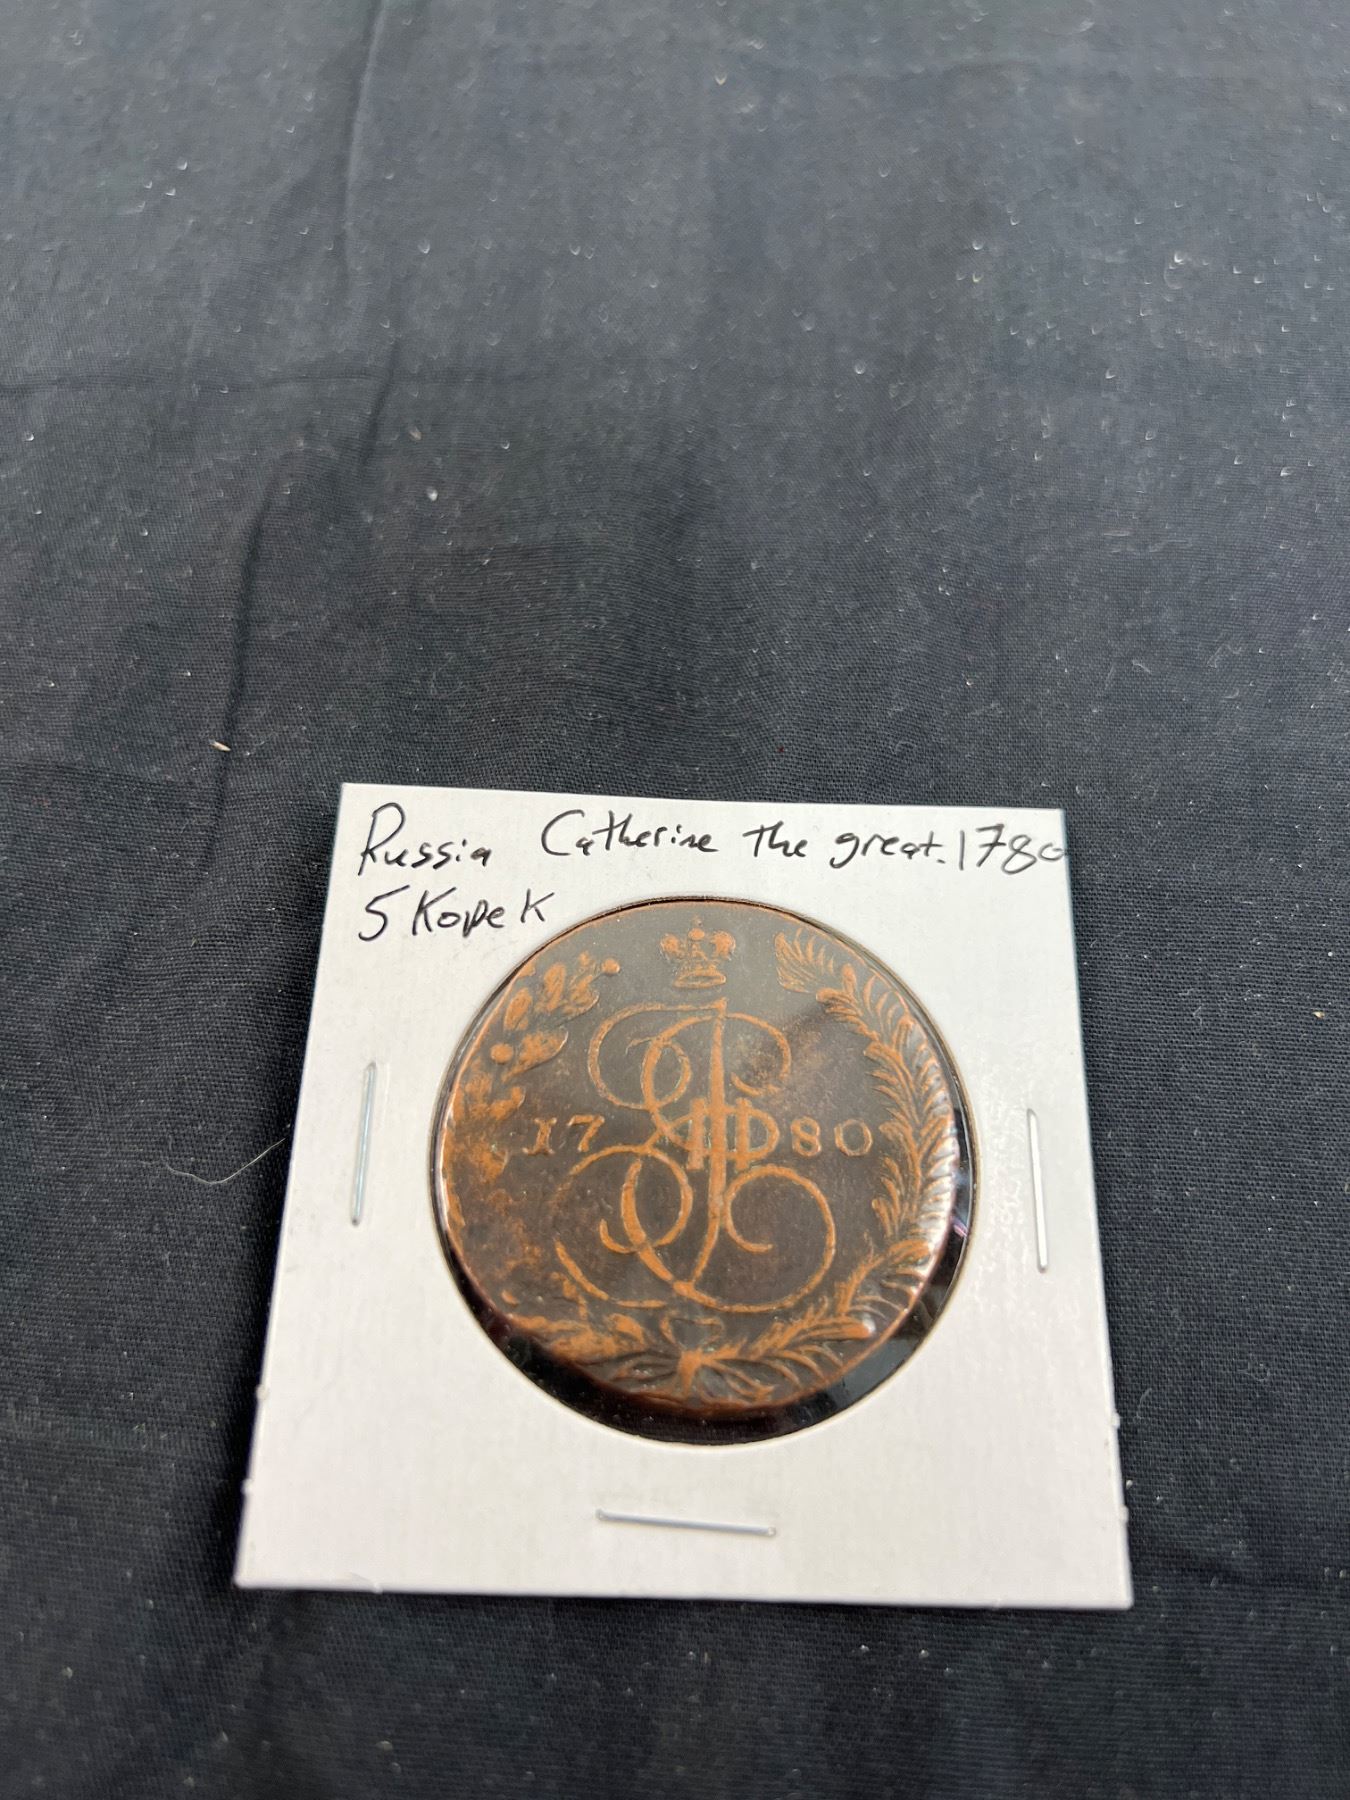 Russia Catherine the great. 1780
5 Kopek
17 80